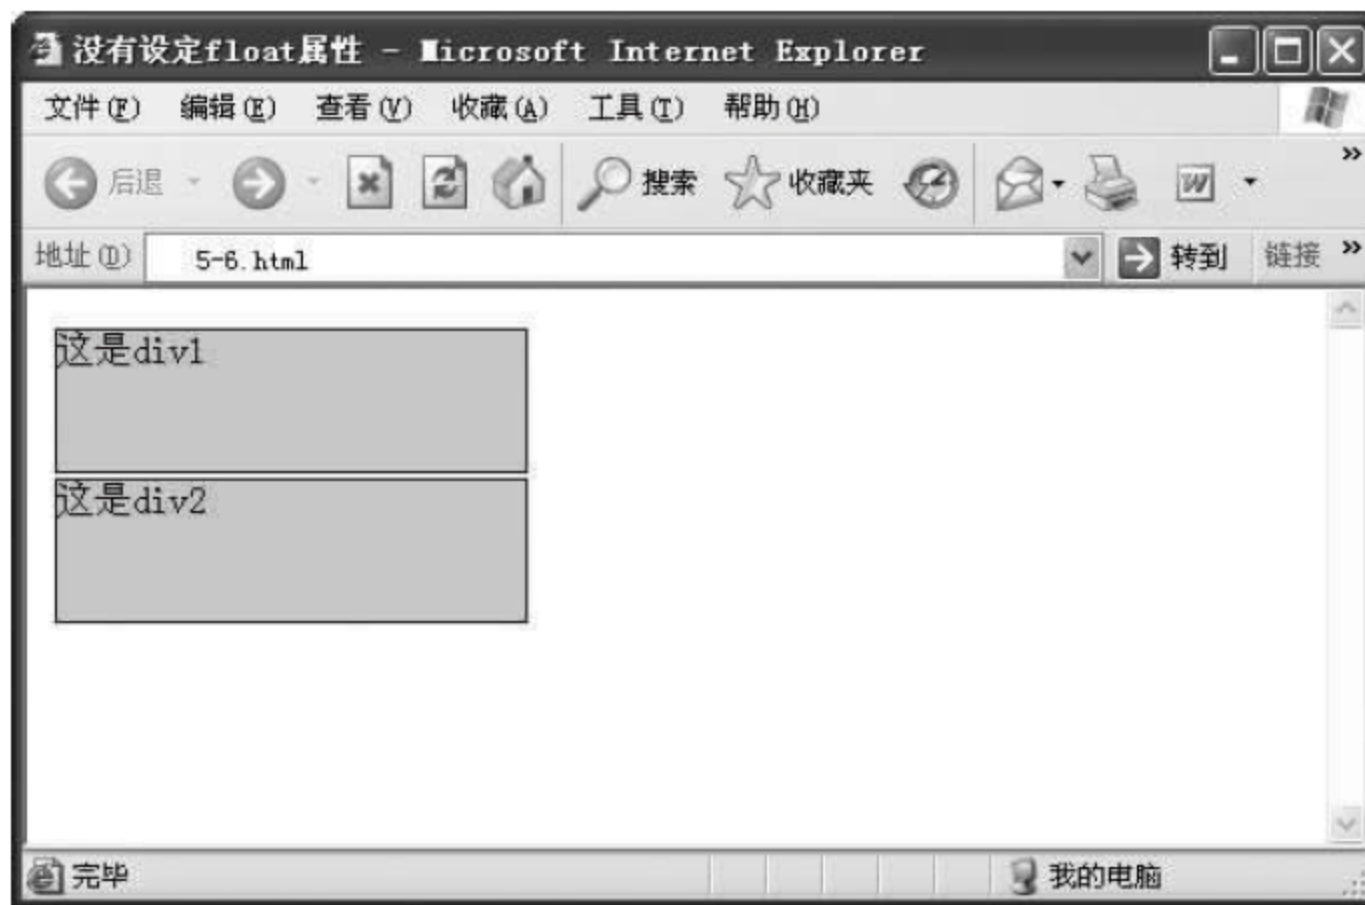 没有设定float属性 - Microsoft Internet Explorer
文件(F) 编辑(E) 查看(V) 收藏(A) 工具(T) 帮助(H)
后退 搜索 收藏夹 W »
地址(D) 5-6.html 转到 链接 »
这是div1
这是div2
完毕 我的电脑